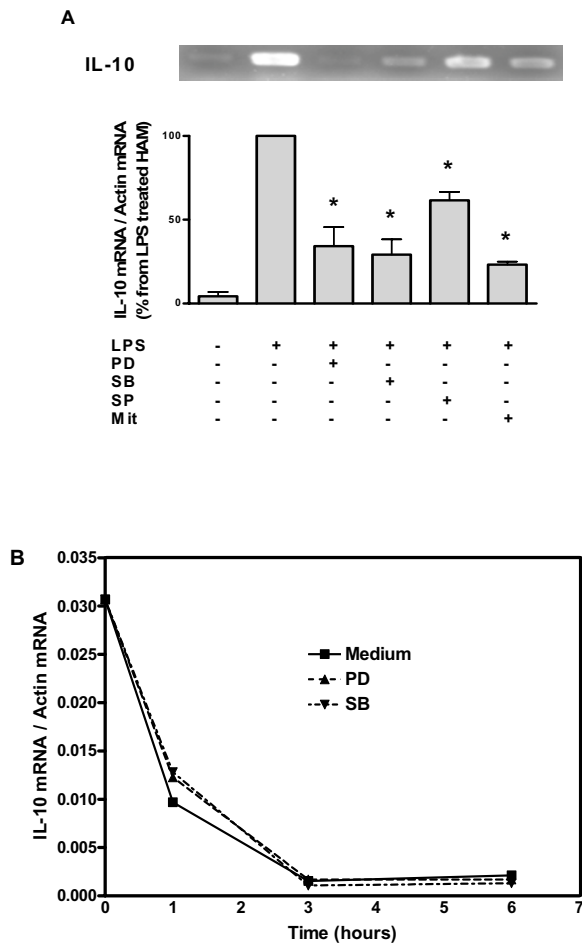 A
IL-10
IL-10 mRNA / Actin mRNA
(% from LPS treated HAM)
100
50
0
* * * *
LPS - + + + + +
PD - - + - - -
SB - - - + - -
SP - - - - + -
Mit - - - - - +
B
IL-10 mRNA / Actin mRNA
0.035
0.030
0.025
0.020
0.015
0.010
0.005
0.000
Medium
PD
SB
0 1 2 3 4 5 6 7
Time (hours)